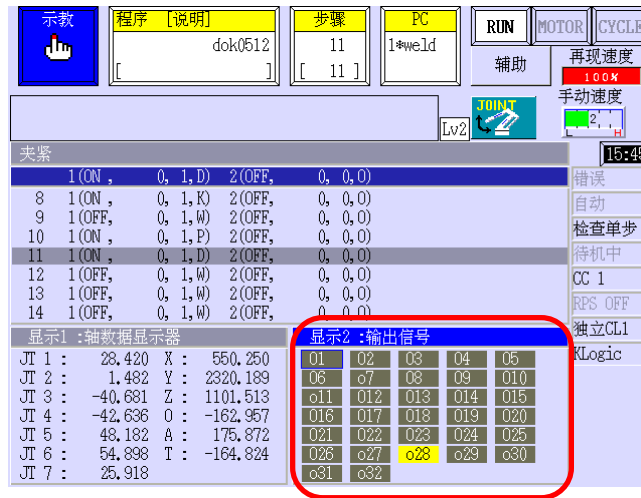 示教 程序 [说明] 步骤 PC RUN MOTOR CYCLE
dok0512 11 1*weld
[ ] [ 11 ] 辅助 再现速度
100%
手动速度
JOINT 2
Lv2 L H
夹紧 15:45
1(ON , 0, 1,D) 2(OFF, 0, 0,O) 错误
8 1(ON , 0, 1,K) 2(OFF, 0, 0,O) 自动
9 1(OFF, 0, 1,W) 2(OFF, 0, 0,O) 检查单步
10 1(ON , 0, 1,P) 2(OFF, 0, 0,O)
11 1(ON , 0, 1,D) 2(OFF, 0, 0,O) 待机中
12 1(OFF, 0, 1,W) 2(OFF, 0, 0,O) CC 1
13 1(OFF, 0, 1,W) 2(OFF, 0, 0,O) RPS OFF
14 1(OFF, 0, 1,W) 2(OFF, 0, 0,O)
显示1 :轴数据显示器 显示2 :输出信号 独立CL1
JT 1 : 28.420 X : 550.250 O1 O2 O3 O4 O5 KLogic
JT 2 : 1.482 Y : 2320.189 O6 o7 O8 O9 O10
JT 3 : -40.681 Z : 1101.513 o11 O12 O13 O14 O15
JT 4 : -42.636 O : -162.957 O16 O17 O18 O19 O20
JT 5 : 48.182 A : 175.872 O21 O22 O23 O24 O25
JT 6 : 54.898 T : -164.824 O26 o27 o28 o29 o30
JT 7 : 25.918 o31 o32